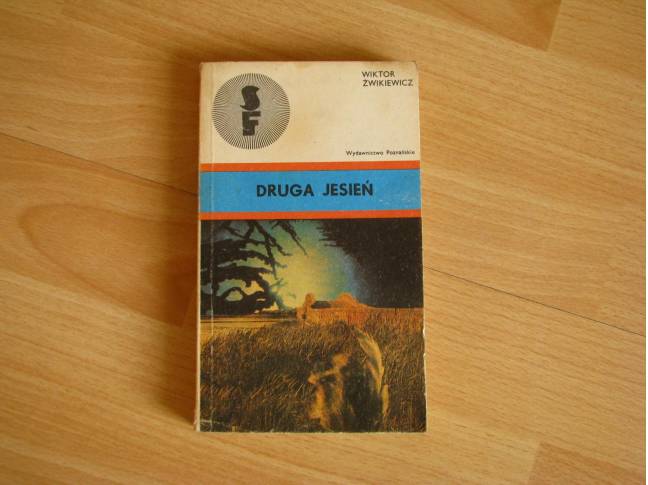 SF
WIKTOR
ŻWIKIEWICZ
Wydawnictwo Poznańskie
DRUGA JESIEŃ